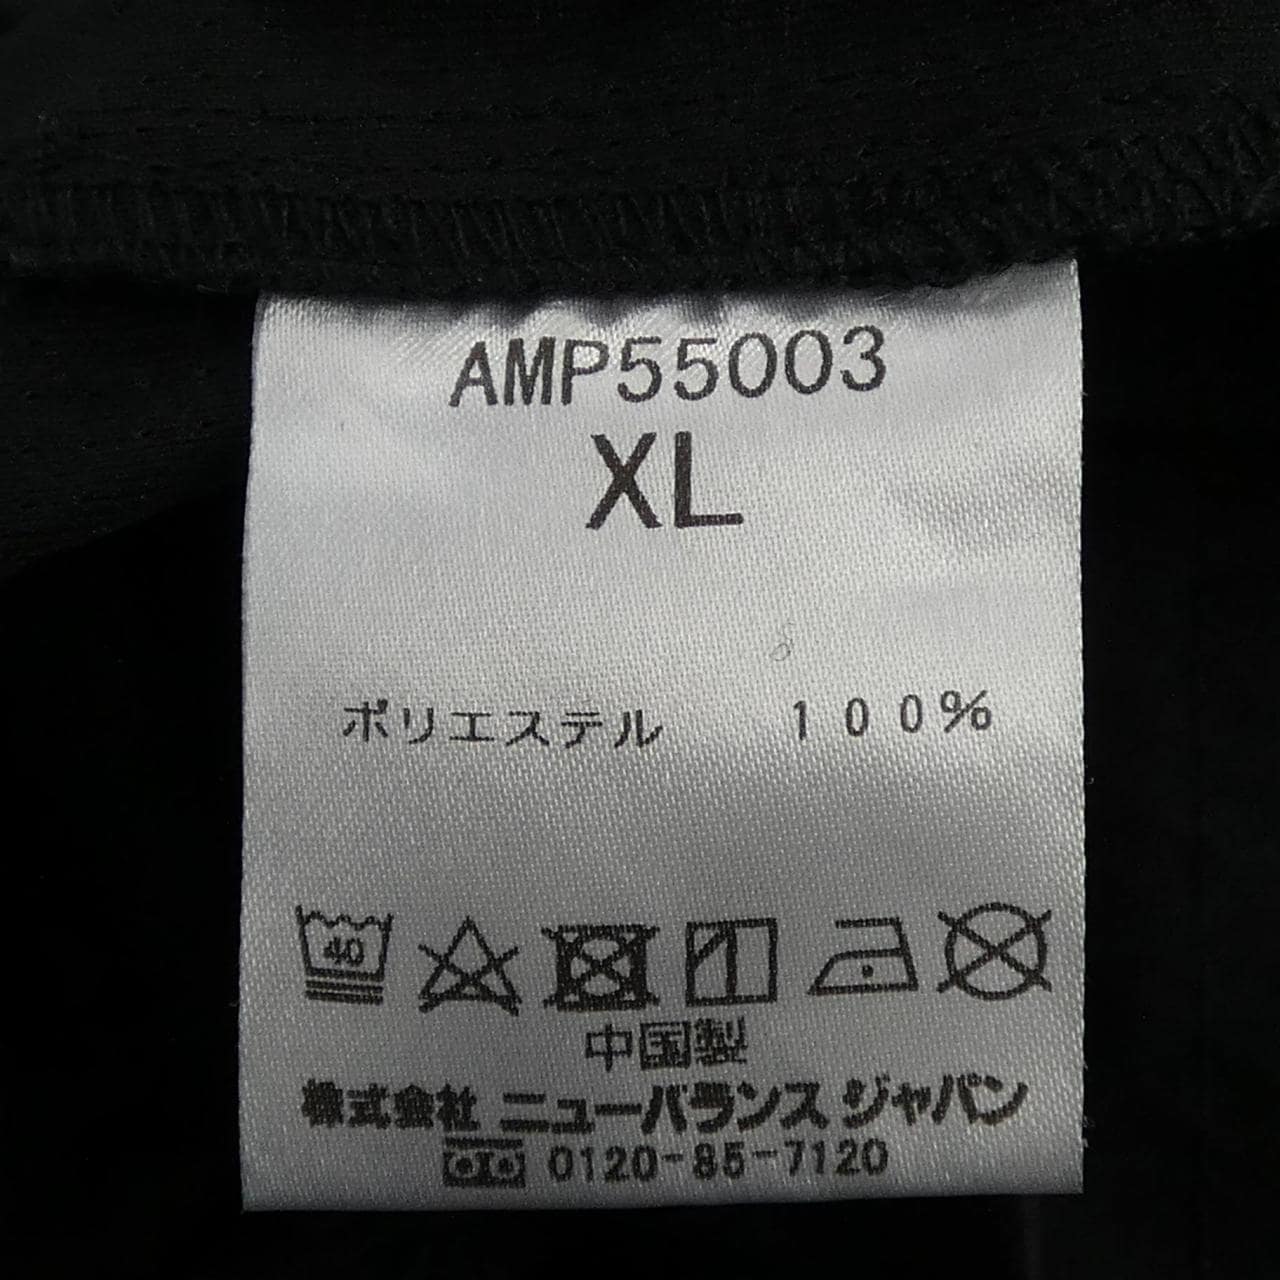 AMP55003
XL
ポリエステル 100%
40
中国製
株式会社 ニューバランス ジャパン
0120-85-7120